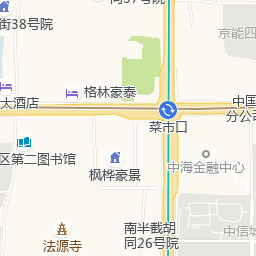 同37号院
街38号院
京能四
格林豪泰
大酒店
中国
分公
菜市口
区第二图书馆
中海金融中心
枫桦豪景
南半截胡
同26号院
中信城
法源寺